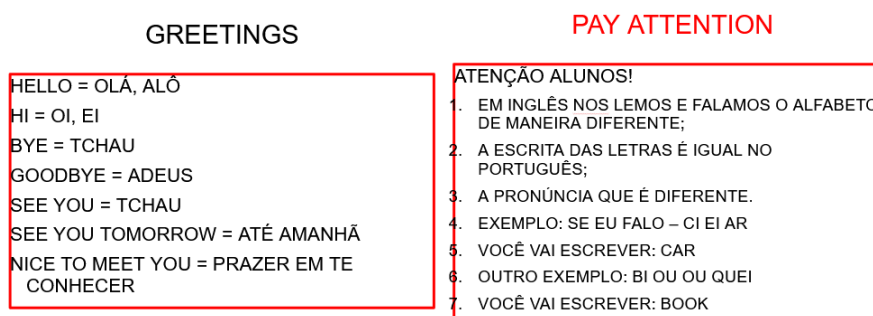 GREETINGS
HELLO = OLÁ, ALÔ
HI = OI, EI
BYE = TCHAU
GOODBYE = ADEUS
SEE YOU = TCHAU
SEE YOU TOMORROW = ATÉ AMANHÃ
NICE TO MEET YOU = PRAZER EM TE
CONHECER
PAY ATTENTION
ATENÇÃO ALUNOS!
1. EM INGLÊS NOS LEMOS E FALAMOS O ALFABETO
DE MANEIRA DIFERENTE;
2. A ESCRITA DAS LETRAS É IGUAL NO
PORTUGUÊS;
3. A PRONÚNCIA QUE É DIFERENTE.
4. EXEMPLO: SE EU FALO – CI EI AR
5. VOCÊ VAI ESCREVER: CAR
6. OUTRO EXEMPLO: BI OU OU QUEI
7. VOCÊ VAI ESCREVER: BOOK